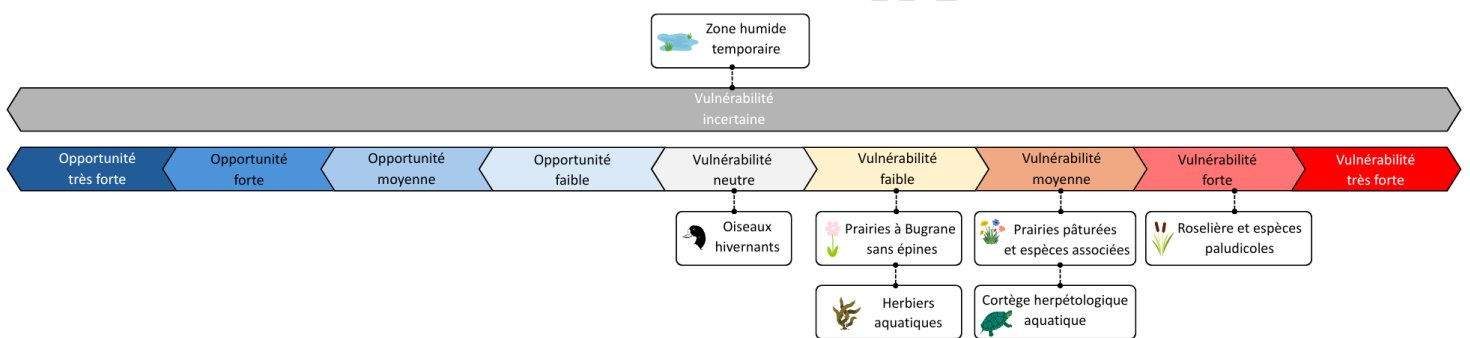 Zone humide
temporaire
Vulnérabilité
incertaine
Opportunité
très forte
Opportunité
forte
Opportunité
moyenne
Opportunité
faible
Vulnérabilité
neutre
Vulnérabilité
faible
Vulnérabilité
moyenne
Vulnérabilité
forte
Vulnérabilité
très forte
Oiseaux
hivernants
Prairies à Bugrane
sans épines
Prairies pâturées
et espèces associées
Roselière et espèces
paludicoles
Herbiers
aquatiques
Cortège herpétologique
aquatique